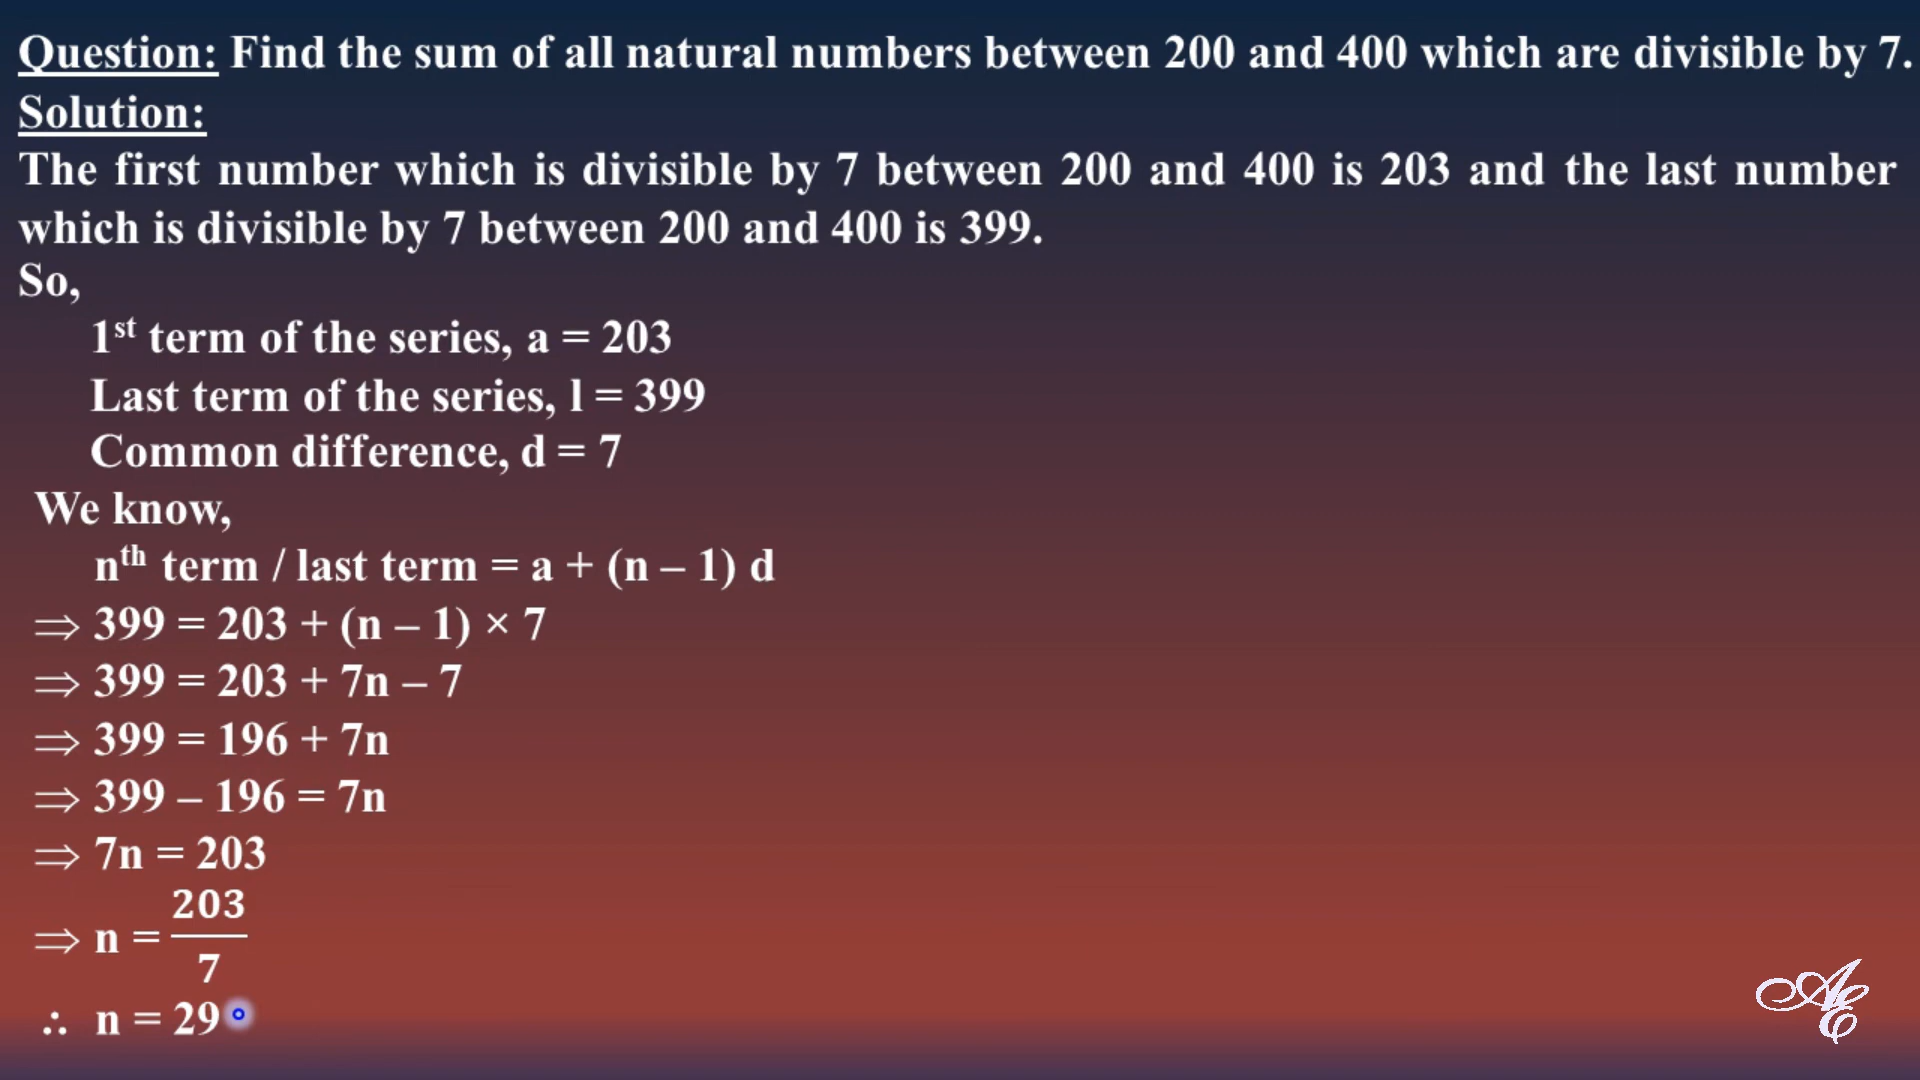 Question: Find the sum of all natural numbers between 200 and 400 which are divisible by 7.
Solution:
The first number which is divisible by 7 between 200 and 400 is 203 and the last number
which is divisible by 7 between 200 and 400 is 399.
So,
1st term of the series, a = 203
Last term of the series, l = 399
Common difference, d = 7
We know,
nth term / last term = a + (n – 1) d
⇒ 399 = 203 + (n – 1) × 7
⇒ 399 = 203 + 7n – 7
⇒ 399 = 196 + 7n
⇒ 399 – 196 = 7n
⇒ 7n = 203
⇒ n = 203/7
∴ n = 29
AE